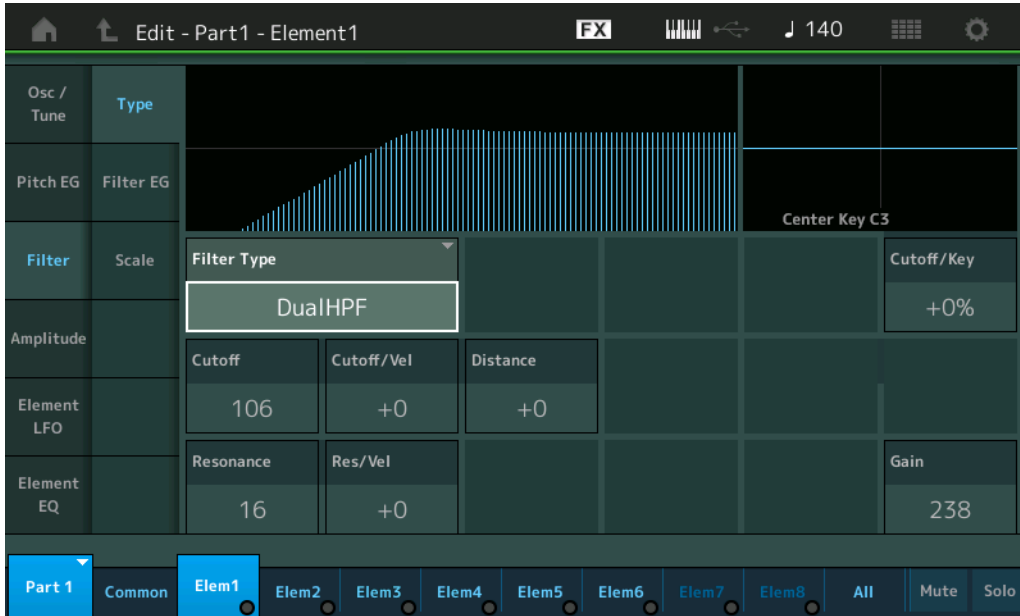 Edit - Part1 - Element1
FX
♩ 140
Osc /
Tune
Type
Pitch EG
Filter EG
Center Key C3
Filter
Scale
Filter Type
Cutoff/Key
DualHPF
+0%
Amplitude
Cutoff
Cutoff/Vel
Distance
106
+0
+0
Element
LFO
Resonance
Res/Vel
Gain
Element
EQ
16
+0
238
Part 1
Common
Elem1
Elem2
Elem3
Elem4
Elem5
Elem6
Elem7
Elem8
All
Mute
Solo